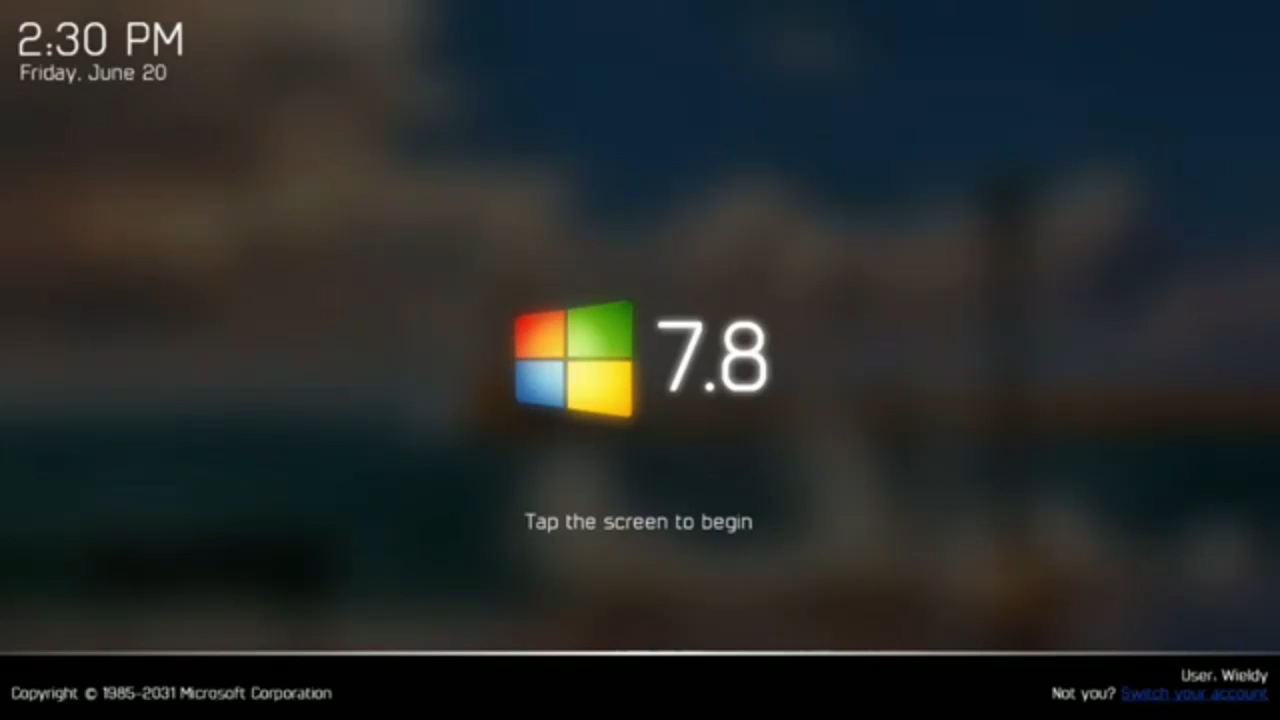 2:30 PM
Friday, June 20
7.8
Tap the screen to begin
User. Wieldy
Copyright © 1985-2031 Microsoft Corporation
Not you? Switch your account